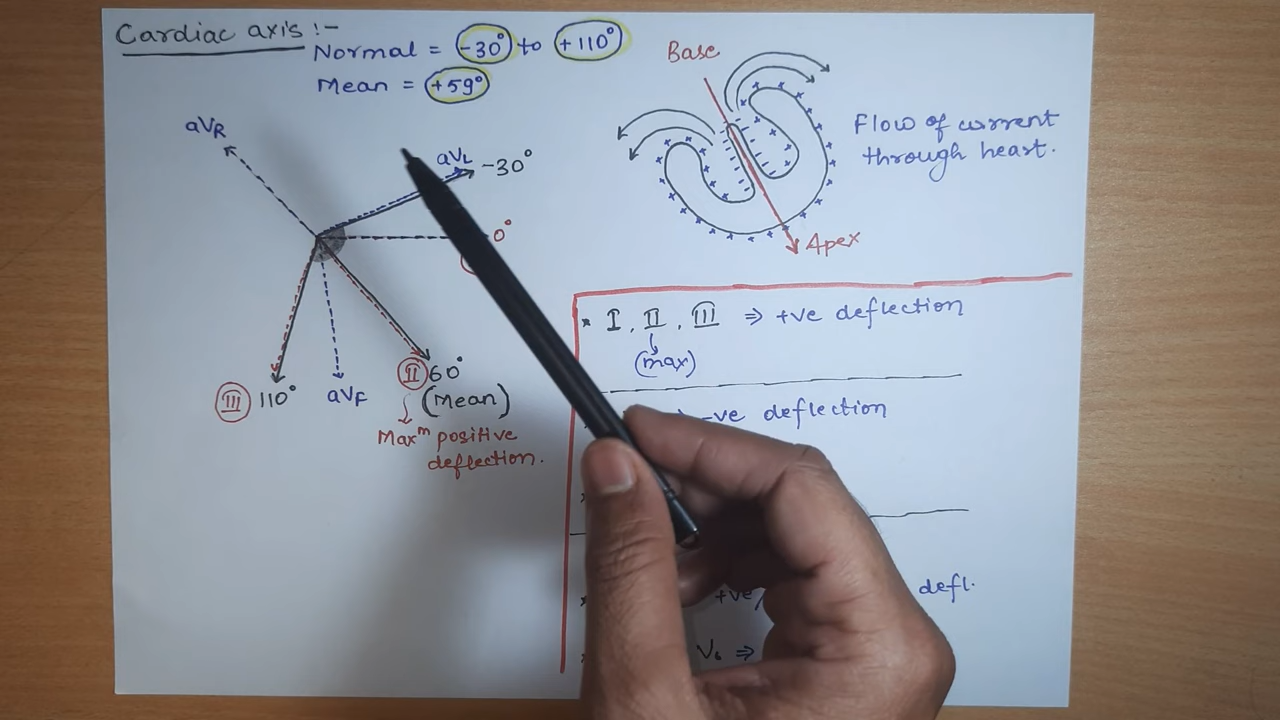 Cardiac axis :-
Normal = -30° to +110°
Mean = +59°
aVR
aVL -30°
0°
III 110°
aVF
II 60°
(Mean)
Maxᵐ positive
deflection.
Base
Apex
Flow of current
through heart.
* I, II, III ⇒ +ve deflection
(max)
-ve deflection
+ve/ defl.
V₆ ⇒